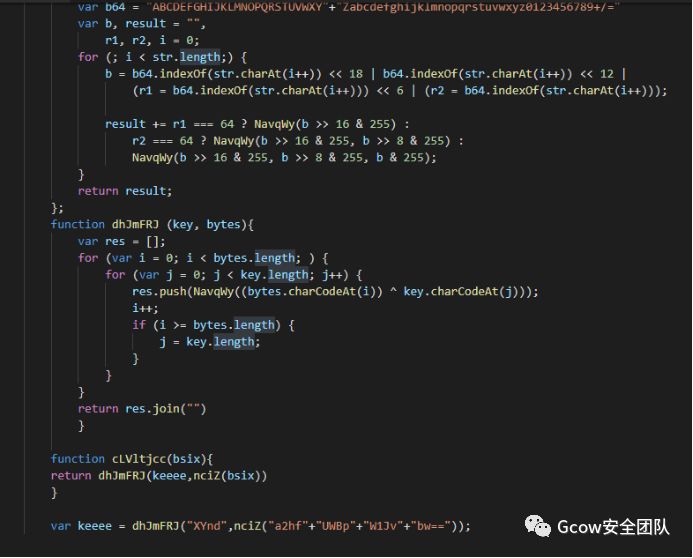 var b64 = "ABCDEFGHIJKLMNOPQRSTUVWXY"+"Zabcdefghijklmnopqrstuvwxyz0123456789+/="
var b, result = "",
r1, r2, i = 0;
for (; i < str.length;) {
b = b64.indexOf(str.charAt(i++)) << 18 | b64.indexOf(str.charAt(i++)) << 12 |
(r1 = b64.indexOf(str.charAt(i++))) << 6 | (r2 = b64.indexOf(str.charAt(i++)));
result += r1 === 64 ? NavqWy(b >> 16 & 255) :
r2 === 64 ? NavqWy(b >> 16 & 255, b >> 8 & 255) :
NavqWy(b >> 16 & 255, b >> 8 & 255, b & 255);
}
return result;
};
function dhJmFRJ (key, bytes){
var res = [];
for (var i = 0; i < bytes.length; ) {
for (var j = 0; j < key.length; j++) {
res.push(NavqWy((bytes.charCodeAt(i)) ^ key.charCodeAt(j)));
i++;
if (i >= bytes.length) {
j = key.length;
}
}
}
return res.join("")
}
function cLVltjcc(bsix){
return dhJmFRJ(keeee,nciZ(bsix))
}
var keeee = dhJmFRJ("XYnd",nciZ("a2hf"+"UWBp"+"W1Jv"+"bw=="));
Gcow安全团队